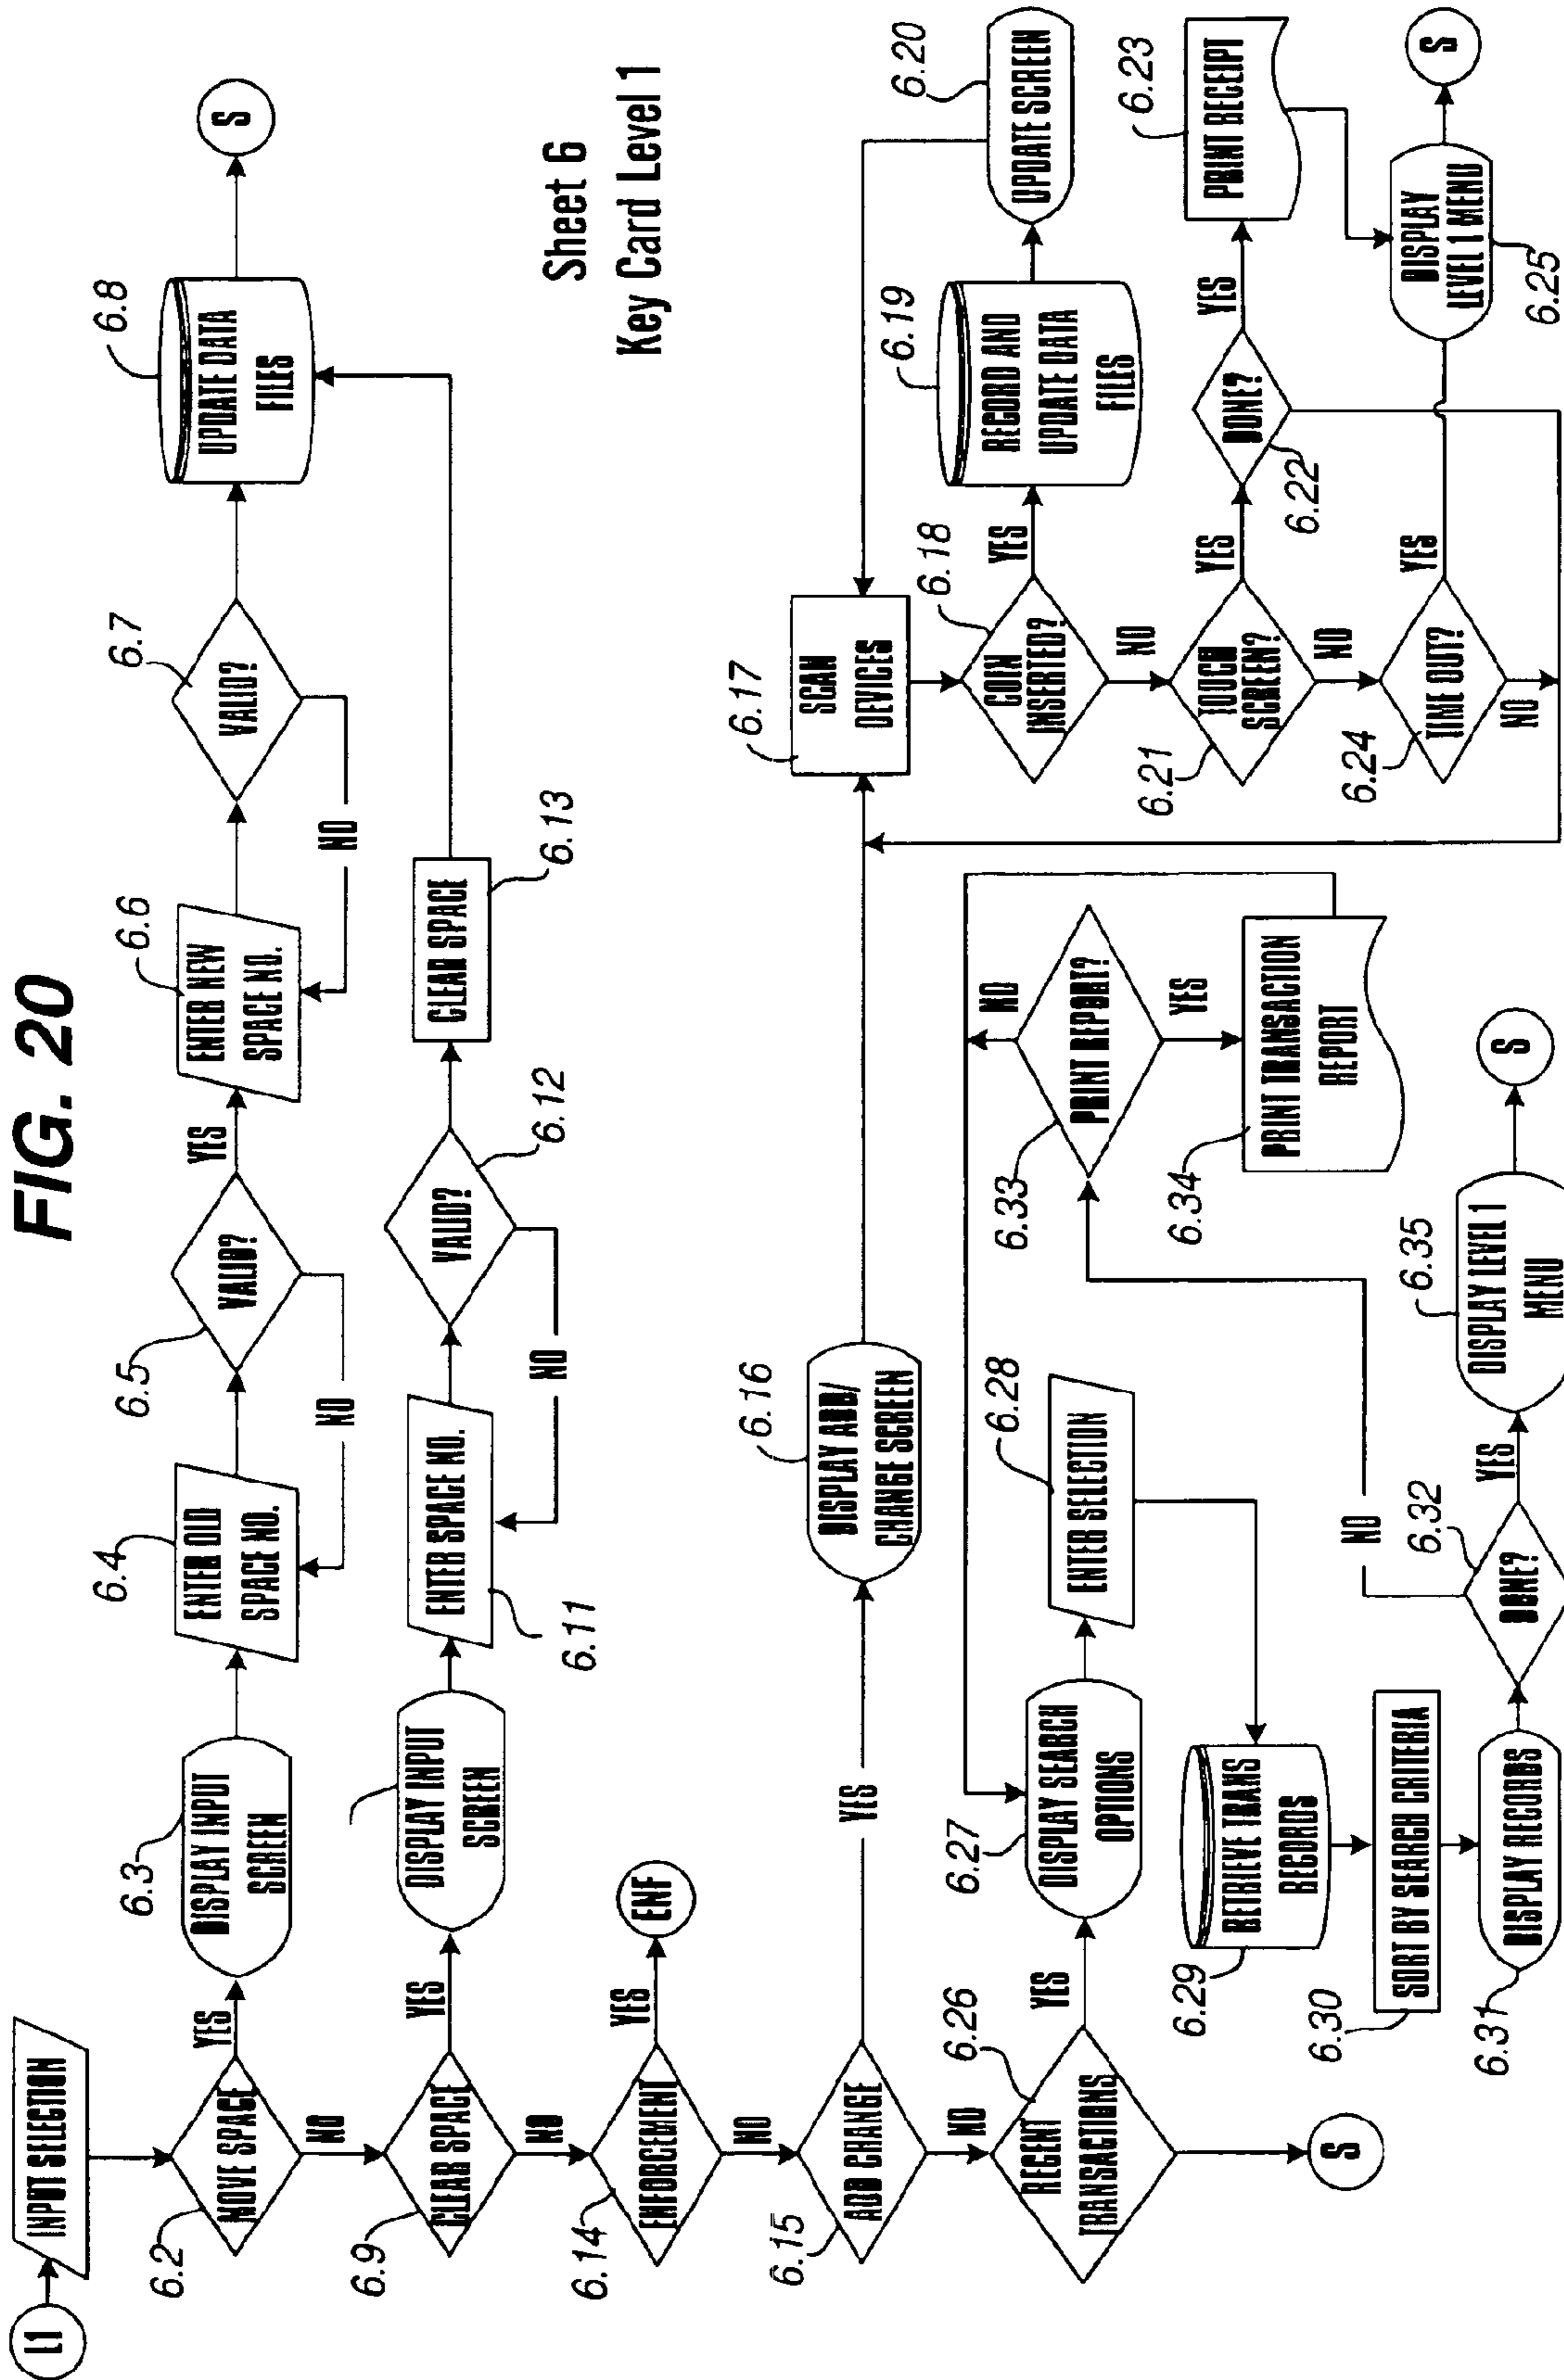 FIG. 20
Sheet 6
Key Card Level 1
L1
INPUT SELECTION
6.2
MOVE SPACE
YES
NO
6.3
DISPLAY INPUT
SCREEN
6.4
ENTER OLD
SPACE NO.
6.5
VALID?
NO
YES
6.6
ENTER NEW
SPACE NO.
6.7
VALID?
NO
6.8
UPDATE DATA
FILES
S
6.9
CLEAR SPACE
YES
NO
DISPLAY INPUT
SCREEN
6.11
ENTER SPACE NO.
6.12
VALID?
NO
6.13
CLEAR SPACE
6.14
ENFORCEMENT
YES
NO
ENF
6.15
ADD CHANGE
YES
NO
6.16
DISPLAY ADD/
CHANGE SCREEN
6.17
SCAN
DEVICES
6.18
COIN
INSERTED?
YES
NO
6.19
RECORD AND
UPDATE DATA
FILES
6.20
UPDATE SCREEN
6.21
TOUCH
SCREEN?
YES
NO
6.22
DONE?
YES
6.23
PRINT RECEIPT
6.24
TIME OUT?
YES
NO
6.25
DISPLAY
LEVEL 1 MENU
S
6.26
RECENT
TRANSACTIONS
YES
S
6.27
DISPLAY SEARCH
OPTIONS
6.28
ENTER SELECTION
6.29
RETRIEVE TRANS
RECORDS
6.30
SORT BY SEARCH CRITERIA
6.31
DISPLAY RECORDS
6.32
DONE?
YES
NO
6.33
PRINT REPORT?
NO
YES
6.34
PRINT TRANSACTION
REPORT
6.35
DISPLAY LEVEL 1
MENU
S